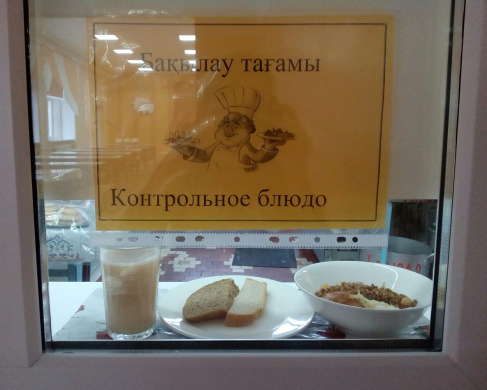 Бақылау тағамы
Контрольное блюдо